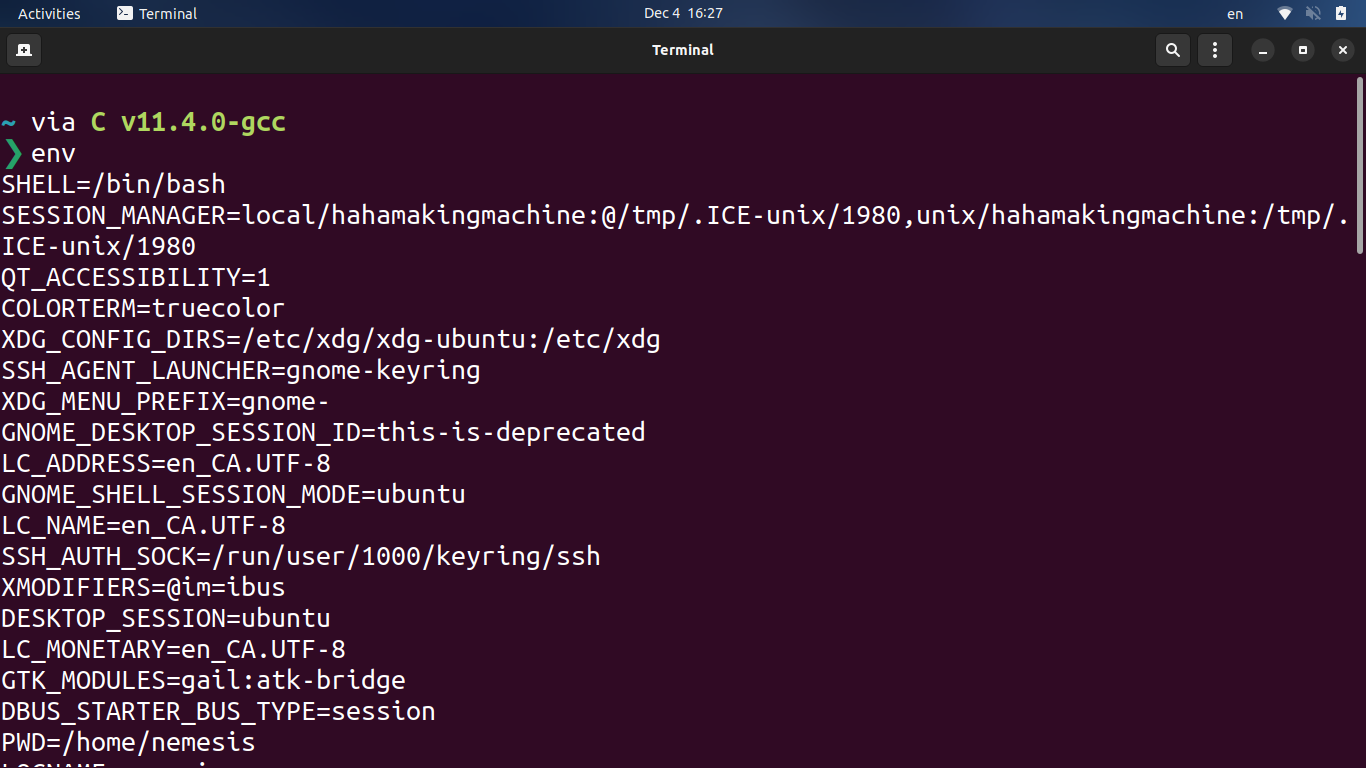 Activities Terminal Dec 4 16:27 en
Terminal
~ via C v11.4.0-gcc
❯ env
SHELL=/bin/bash
SESSION_MANAGER=local/hahamakingmachine:@/tmp/.ICE-unix/1980,unix/hahamakingmachine:/tmp/.
ICE-unix/1980
QT_ACCESSIBILITY=1
COLORTERM=truecolor
XDG_CONFIG_DIRS=/etc/xdg/xdg-ubuntu:/etc/xdg
SSH_AGENT_LAUNCHER=gnome-keyring
XDG_MENU_PREFIX=gnome-
GNOME_DESKTOP_SESSION_ID=this-is-deprecated
LC_ADDRESS=en_CA.UTF-8
GNOME_SHELL_SESSION_MODE=ubuntu
LC_NAME=en_CA.UTF-8
SSH_AUTH_SOCK=/run/user/1000/keyring/ssh
XMODIFIERS=@im=ibus
DESKTOP_SESSION=ubuntu
LC_MONETARY=en_CA.UTF-8
GTK_MODULES=gail:atk-bridge
DBUS_STARTER_BUS_TYPE=session
PWD=/home/nemesis